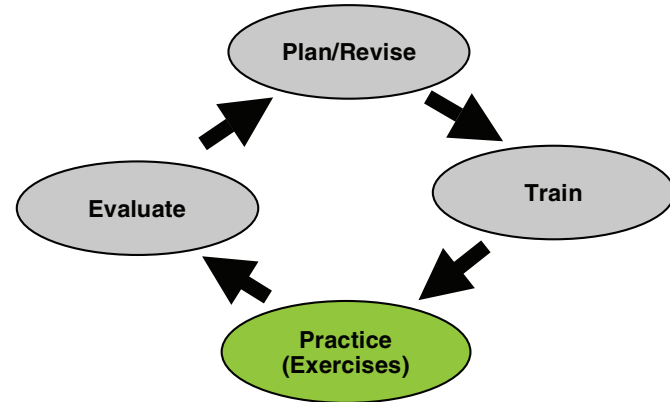 Plan/Revise
Train
Practice
(Exercises)
Evaluate